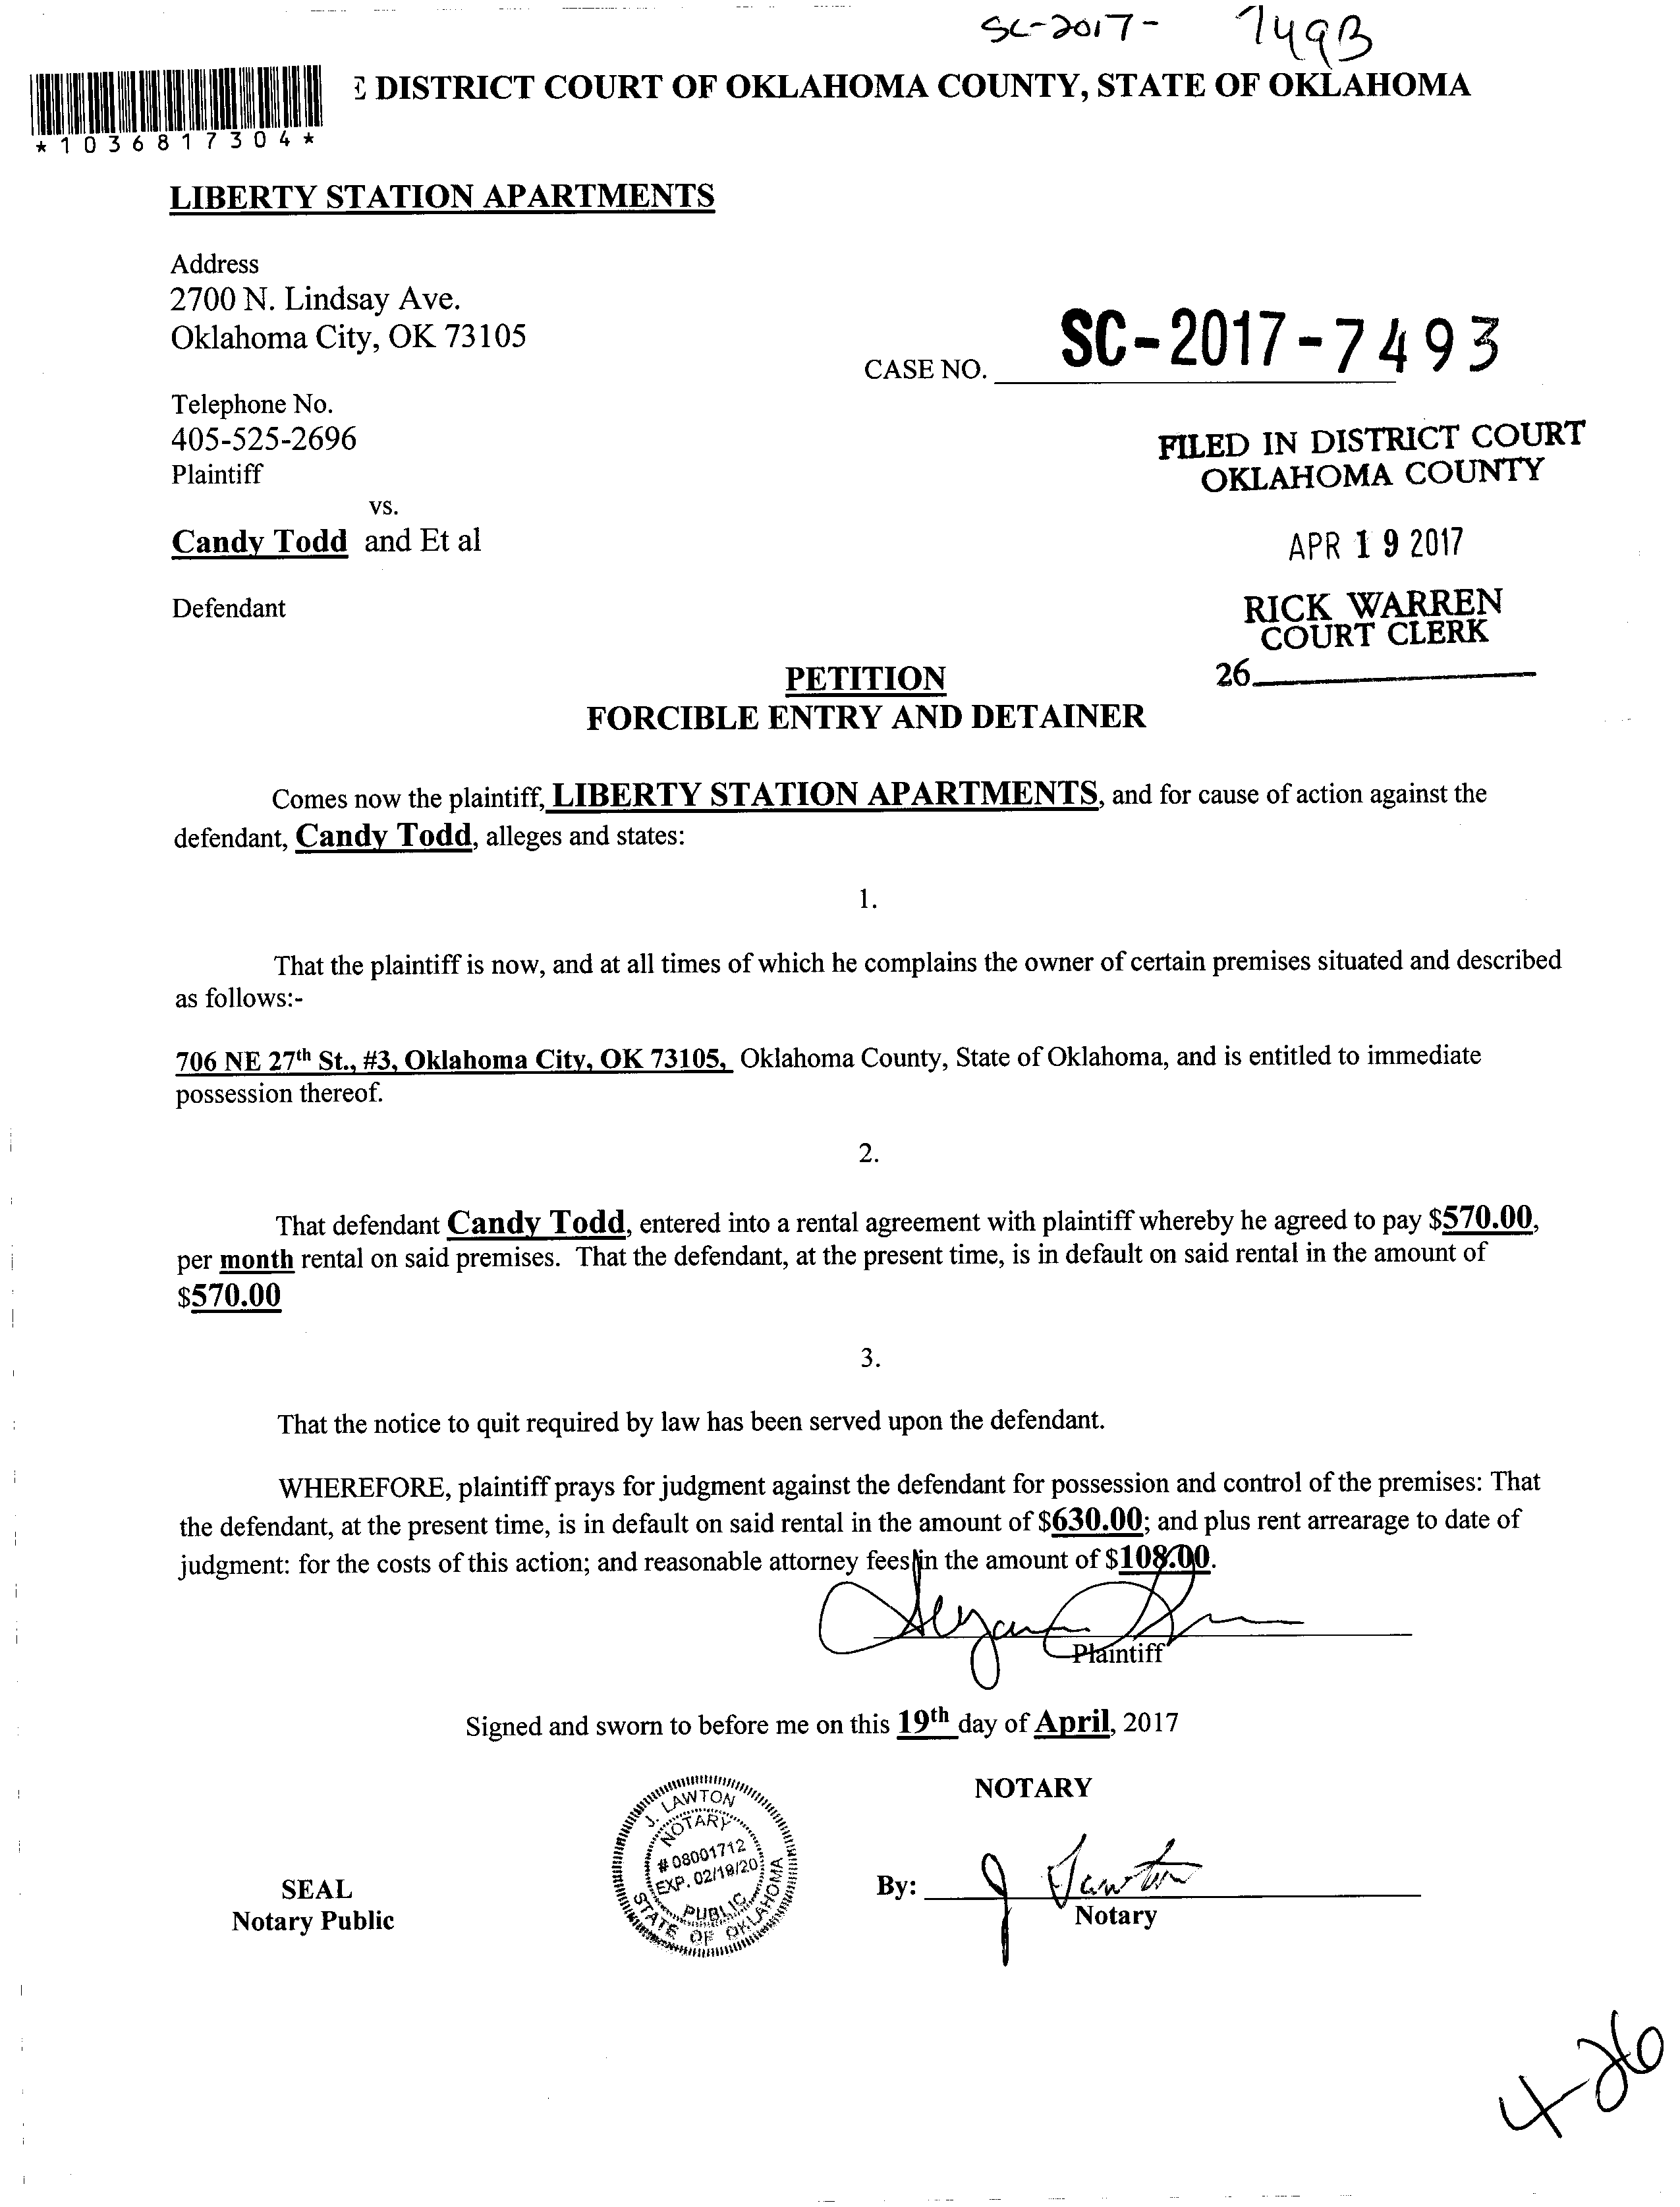 SC-2017- 7493
E DISTRICT COURT OF OKLAHOMA COUNTY, STATE OF OKLAHOMA
*1036817304*
LIBERTY STATION APARTMENTS
Address
2700 N. Lindsay Ave.
Oklahoma City, OK 73105
CASE NO. SC-2017-7493
Telephone No.
405-525-2696
Plaintiff
FILED IN DISTRICT COURT
OKLAHOMA COUNTY
vs.
Candy Todd and Et al
APR 19 2017
Defendant
RICK WARREN
COURT CLERK
26
PETITION
FORCIBLE ENTRY AND DETAINER
Comes now the plaintiff, LIBERTY STATION APARTMENTS, and for cause of action against the
defendant, Candy Todd, alleges and states:
1.
That the plaintiff is now, and at all times of which he complains the owner of certain premises situated and described
as follows:-
706 NE 27th St., #3, Oklahoma City, OK 73105, Oklahoma County, State of Oklahoma, and is entitled to immediate
possession thereof.
2.
That defendant Candy Todd, entered into a rental agreement with plaintiff whereby he agreed to pay $570.00,
per month rental on said premises. That the defendant, at the present time, is in default on said rental in the amount of
$570.00
3.
That the notice to quit required by law has been served upon the defendant.
WHEREFORE, plaintiff prays for judgment against the defendant for possession and control of the premises: That
the defendant, at the present time, is in default on said rental in the amount of $630.00; and plus rent arrearage to date of
judgment: for the costs of this action; and reasonable attorney fees in the amount of $108.00.
Plaintiff
Signed and sworn to before me on this 19th day of April, 2017
NOTARY
J. LAWTON
NOTARY
# 08001712
EXP. 02/19/20
PUBLIC
STATE OF OKLAHOMA
SEAL
Notary Public
By: J Lawton
Notary
4-26